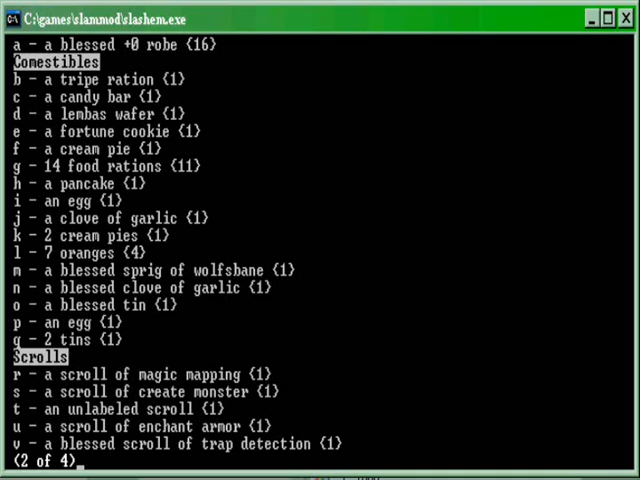 C:\games\slammod\slashem.exe
a - a blessed +0 robe {16}
Comestibles
b - a tripe ration {1}
c - a candy bar {1}
d - a lembas wafer {1}
e - a fortune cookie {1}
f - a cream pie {1}
g - 14 food rations {11}
h - a pancake {1}
i - an egg {1}
j - a clove of garlic {1}
k - 2 cream pies {1}
l - 7 oranges {4}
m - a blessed sprig of wolfsbane {1}
n - a blessed clove of garlic {1}
o - a blessed tin {1}
p - an egg {1}
q - 2 tins {1}
Scrolls
r - a scroll of magic mapping {1}
s - a scroll of create monster {1}
t - an unlabeled scroll {1}
u - a scroll of enchant armor {1}
v - a blessed scroll of trap detection {1}
(2 of 4)